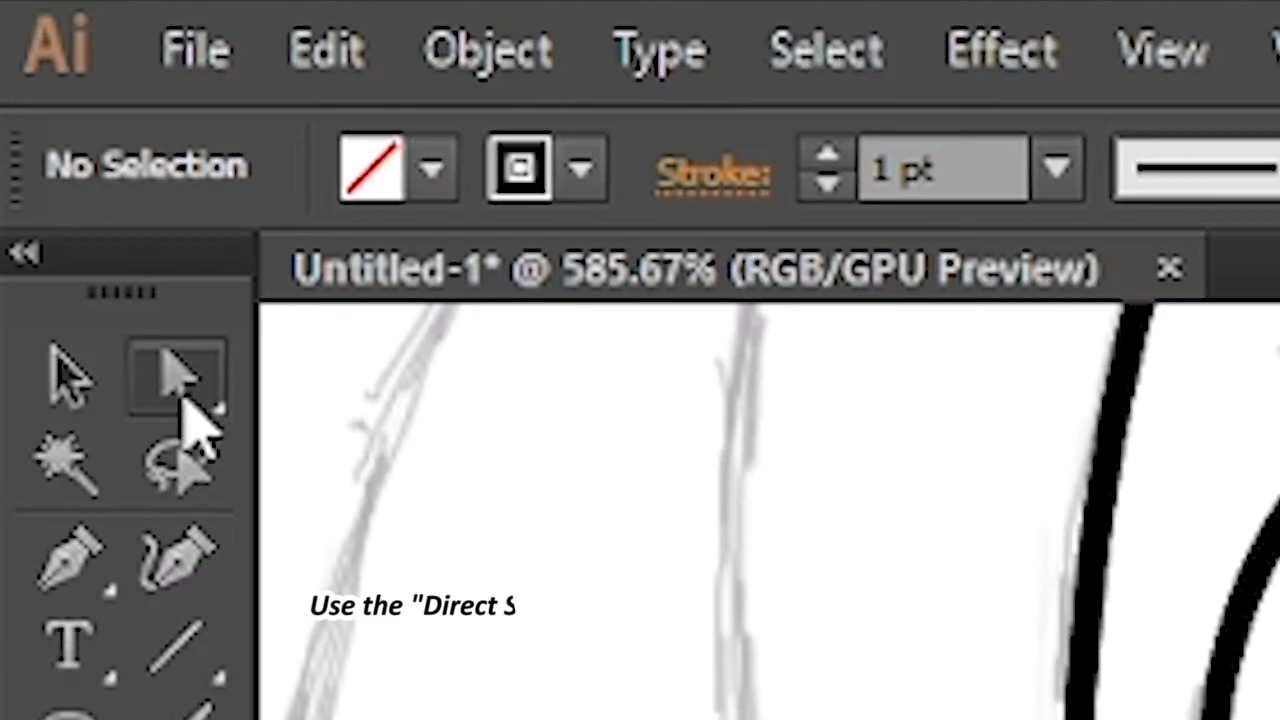 Ai File Edit Object Type Select Effect View
No Selection Stroke: 1 pt
Untitled-1* @ 585.67% (RGB/GPU Preview) ×
Use the "Direct S
T